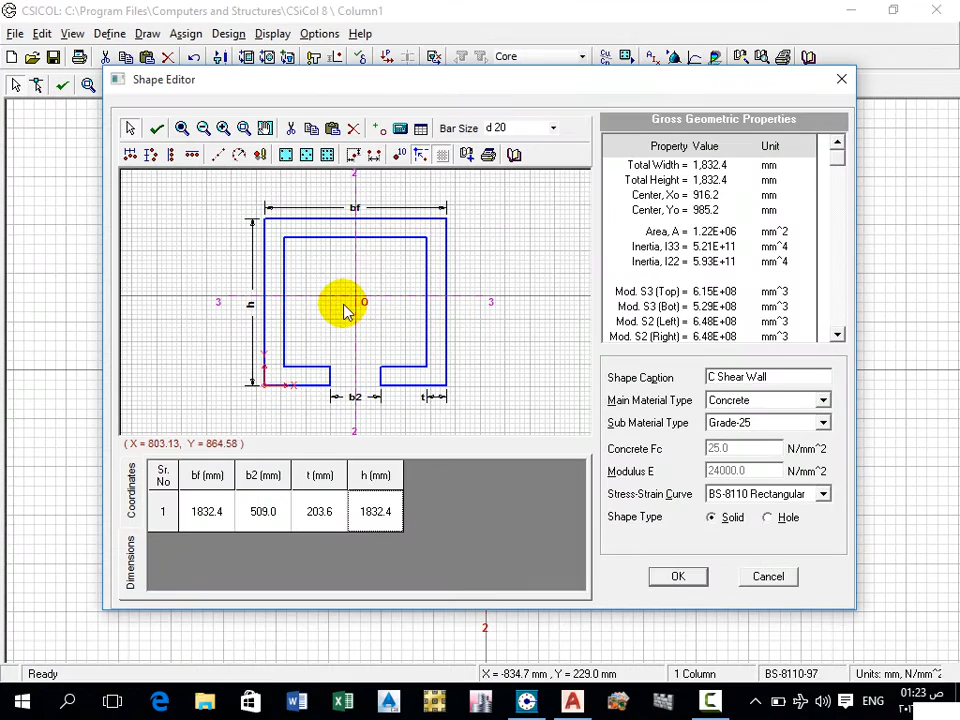 CSICOL: C:\Program Files\Computers and Structures\CSiCol 8 \ Column1
File Edit View Define Draw Assign Design Display Options Help
Core
Shape Editor
Bar Size d 20
Gross Geometric Properties
Property Value Unit
Total Width = 1,832.4 mm
Total Height = 1,832.4 mm
Center, Xo = 916.2 mm
Center, Yo = 985.2 mm
Area, A = 1.22E+06 mm^2
Inertia, I33 = 5.21E+11 mm^4
Inertia, I22 = 5.93E+11 mm^4
Mod. S3 (Top) = 6.15E+08 mm^3
Mod. S3 (Bot) = 5.29E+08 mm^3
Mod. S2 (Left) = 6.48E+08 mm^3
Mod. S2 (Right) = 6.48E+08 mm^3
2
bf
3 O 3
h
X
b2 t
2
( X = 803.13, Y = 864.58 )
Coordinates
Dimensions
Sr. No bf (mm) b2 (mm) t (mm) h (mm)
1 1832.4 509.0 203.6 1832.4
Shape Caption C Shear Wall
Main Material Type Concrete
Sub Material Type Grade-25
Concrete Fc 25.0 N/mm^2
Modulus E 24000.0 N/mm^2
Stress-Strain Curve BS-8110 Rectangular
Shape Type Solid Hole
OK Cancel
2
Ready X = -834.7 mm , Y = 229.0 mm 1 Column BS-8110-97 Units: mm, N/mm^
ENG 01:23 ص